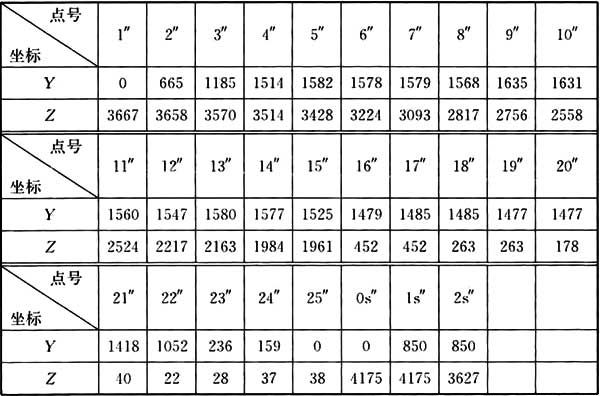 点号
坐标 1″ 2″ 3″ 4″ 5″ 6″ 7″ 8″ 9″ 10″
Y 0 665 1185 1514 1582 1578 1579 1568 1635 1631
Z 3667 3658 3570 3514 3428 3224 3093 2817 2756 2558
点号
坐标 11″ 12″ 13″ 14″ 15″ 16″ 17″ 18″ 19″ 20″
Y 1560 1547 1580 1577 1525 1479 1485 1485 1477 1477
Z 2524 2217 2163 1984 1961 452 452 263 263 178
点号
坐标 21″ 22″ 23″ 24″ 25″ 0s″ 1s″ 2s″
Y 1418 1052 236 159 0 0 850 850
Z 40 22 28 37 38 4175 4175 3627